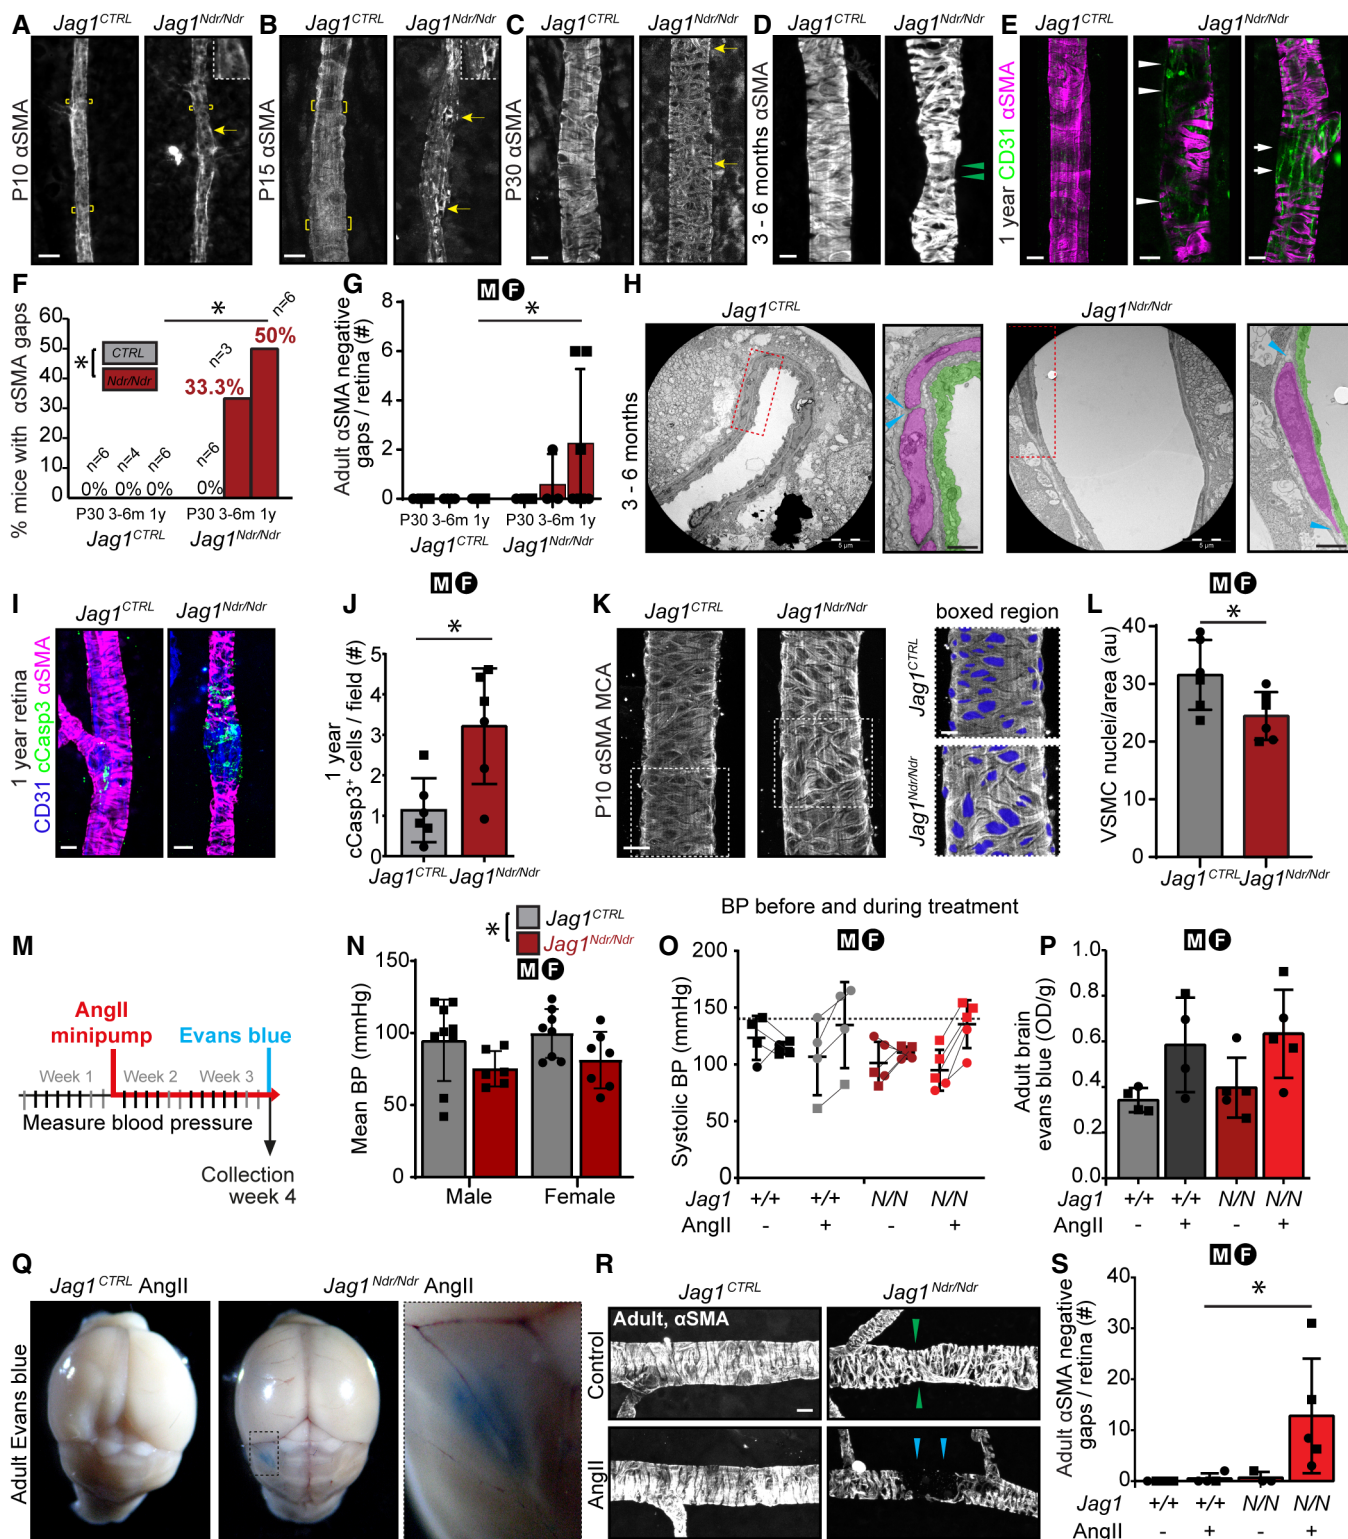 A
Jag1CTRL
Jag1Ndr/Ndr
P10 αSMA
B
Jag1CTRL
Jag1Ndr/Ndr
P15 αSMA
C
Jag1CTRL
Jag1Ndr/Ndr
P30 αSMA
D
Jag1CTRL
Jag1Ndr/Ndr
3 - 6 months αSMA
E
Jag1CTRL
Jag1Ndr/Ndr
1 year CD31 αSMA
F
% mice with αSMA gaps
60
50
40
30
20
10
0
*
CTRL
Ndr/Ndr
*
n=6
n=4
n=6
n=6
n=3
n=6
0%
0%
0%
0%
33.3%
50%
P30 3-6m 1y
P30 3-6m 1y
Jag1CTRL
Jag1Ndr/Ndr
G
M F
Adult αSMA negative
gaps / retina (#)
8
6
4
2
0
*
P30 3-6m 1y
P30 3-6m 1y
Jag1CTRL
Jag1Ndr/Ndr
H
Jag1CTRL
Jag1Ndr/Ndr
3 - 6 months
5 µm
5 µm
I
Jag1CTRL
Jag1Ndr/Ndr
1 year retina
CD31 cCasp3 αSMA
J
M F
1 year
cCasp3+ cells / field (#)
5
4
3
2
1
0
*
Jag1CTRL
Jag1Ndr/Ndr
K
Jag1CTRL
Jag1Ndr/Ndr
boxed region
P10 αSMA MCA
Jag1CTRL
Jag1Ndr/Ndr
L
M F
VSMC nuclei/area (au)
40
30
20
10
0
*
Jag1CTRL
Jag1Ndr/Ndr
M
AngII
minipump
Evans blue
Week 1
Week 2
Week 3
Measure blood pressure
Collection
week 4
N
*
Jag1CTRL
Jag1Ndr/Ndr
M F
Mean BP (mmHg)
150
100
50
0
Male
Female
BP before and during treatment
O
M F
Systolic BP (mmHg)
200
150
100
50
0
Jag1 +/+ +/+ N/N N/N
AngII - + - +
P
M F
Adult brain
evans blue (OD/g)
1.0
0.8
0.6
0.4
0.2
0.0
Jag1 +/+ +/+ N/N N/N
AngII - + - +
Q
Jag1CTRL AngII
Jag1Ndr/Ndr AngII
Adult Evans blue
R
Jag1CTRL
Jag1Ndr/Ndr
Adult, αSMA
Control
AngII
S
M F
Adult αSMA negative
gaps / retina (#)
40
30
20
10
0
*
Jag1 +/+ +/+ N/N N/N
AngII - + - +